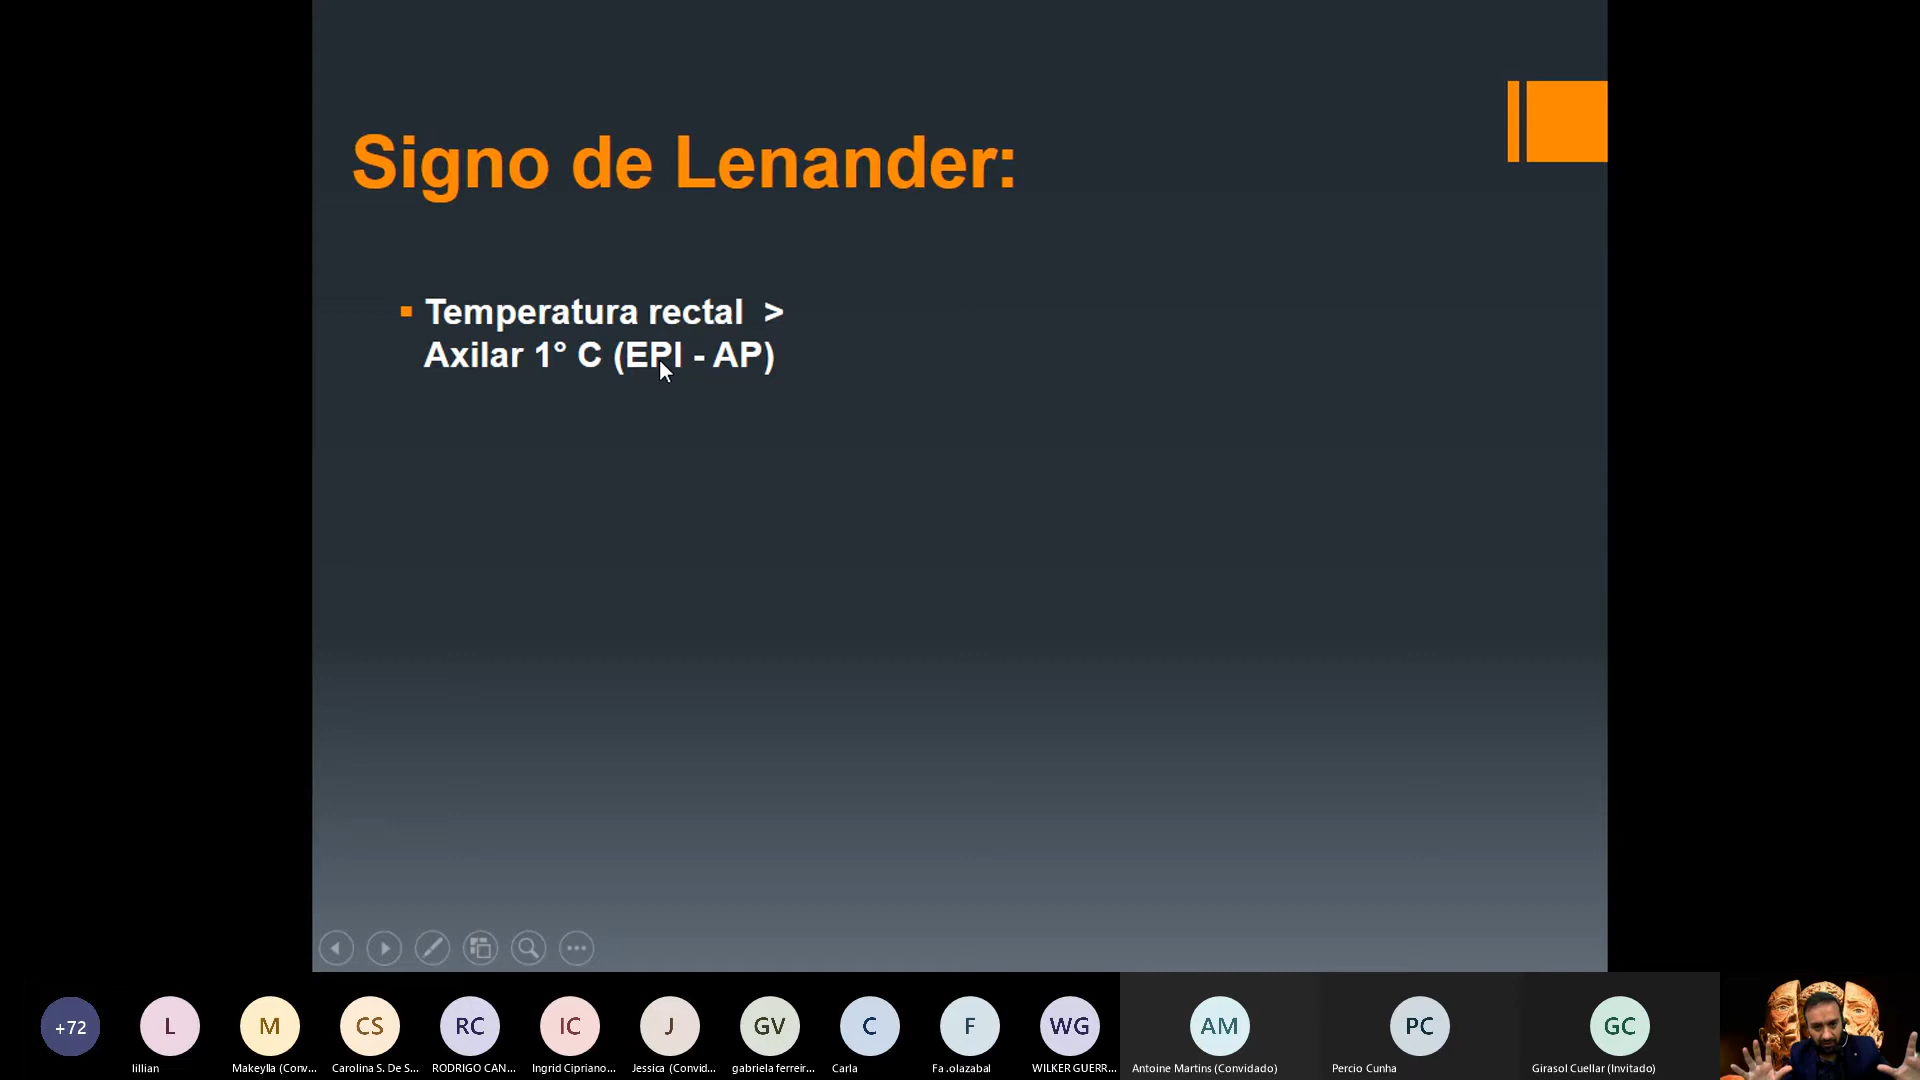 Signo de Lenander:
Temperatura rectal >
Axilar 1° C (EPI - AP)
+72
L
M
CS
RC
IC
J
GV
C
F
WG
AM
PC
GC
lillian
Makeylla (Conv...
Carolina S. De S...
RODRIGO CAN...
Ingrid Cipriano...
Jessica (Convid...
gabriela ferreir...
Carla
Fa .olazabal
WILKER GUERR...
Antoine Martins (Convidado)
Percio Cunha
Girasol Cuellar (Invitado)